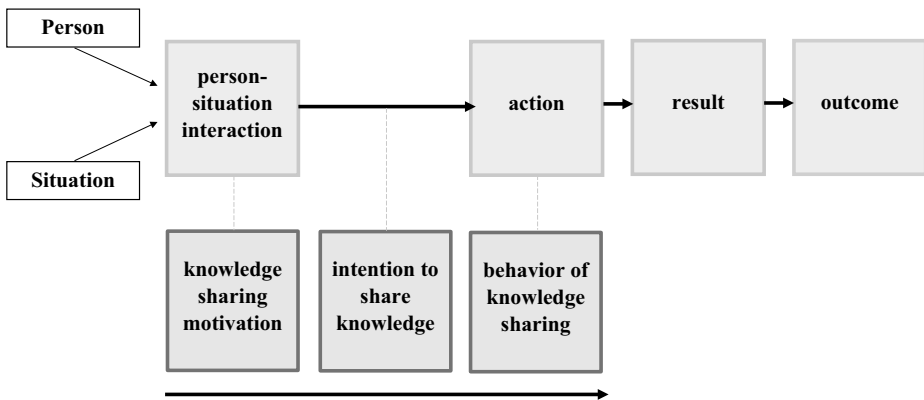 Person
person-
situation
interaction
action
result
outcome
Situation
knowledge
sharing
motivation
intention to
share
knowledge
behavior of
knowledge
sharing